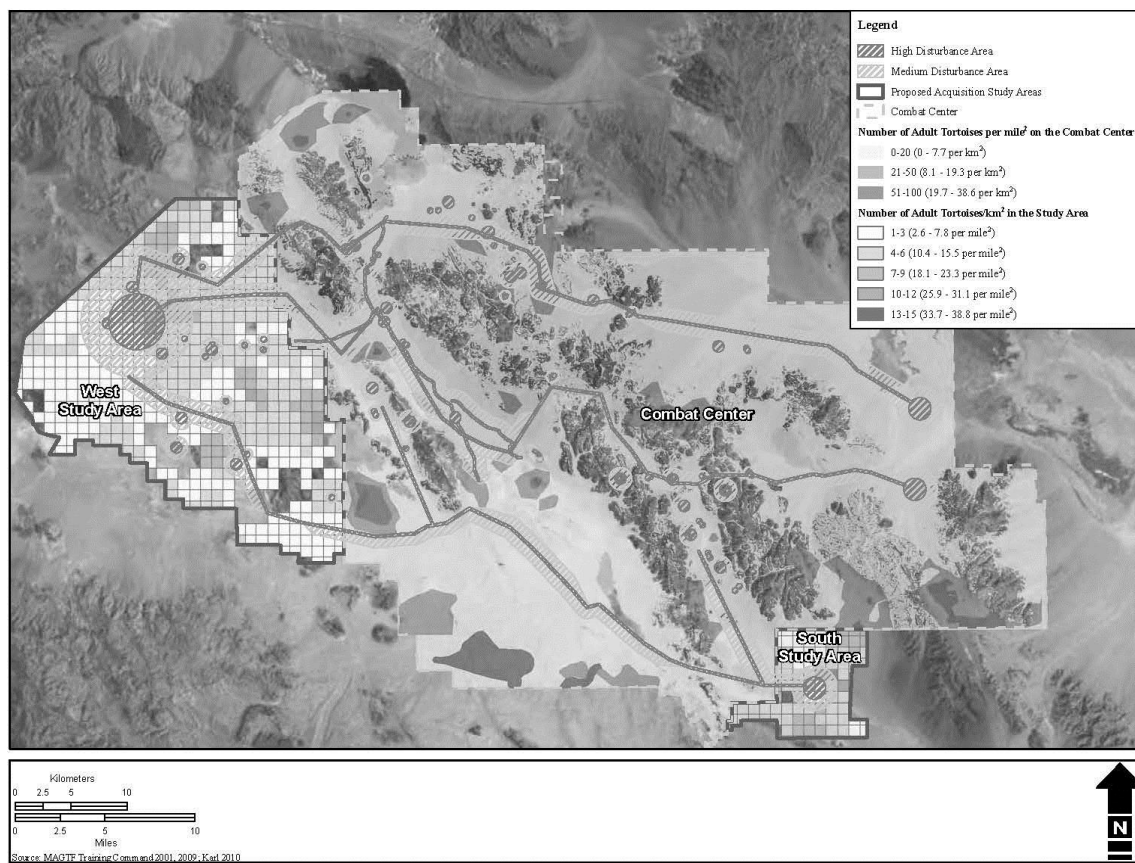 Legend
High Disturbance Area
Medium Disturbance Area
Proposed Acquisition Study Areas
Combat Center
Number of Adult Tortoises per mile² on the Combat Center
0-20 (0 - 7.7 per km²)
21-50 (8.1 - 19.3 per km²)
51-100 (19.7 - 38.6 per km²)
Number of Adult Tortoises/km² in the Study Area
1-3 (2.6 - 7.8 per mile²)
4-6 (10.4 - 15.5 per mile²)
7-9 (18.1 - 23.3 per mile²)
10-12 (25.9 - 31.1 per mile²)
13-15 (33.7 - 38.8 per mile²)
West
Study Area
Combat Center
South
Study Area
Kilometers
0 2.5 5 10
0 2.5 5 10
Miles
N
Source: MAGTF Training Command 2001, 2009; Karl 2010